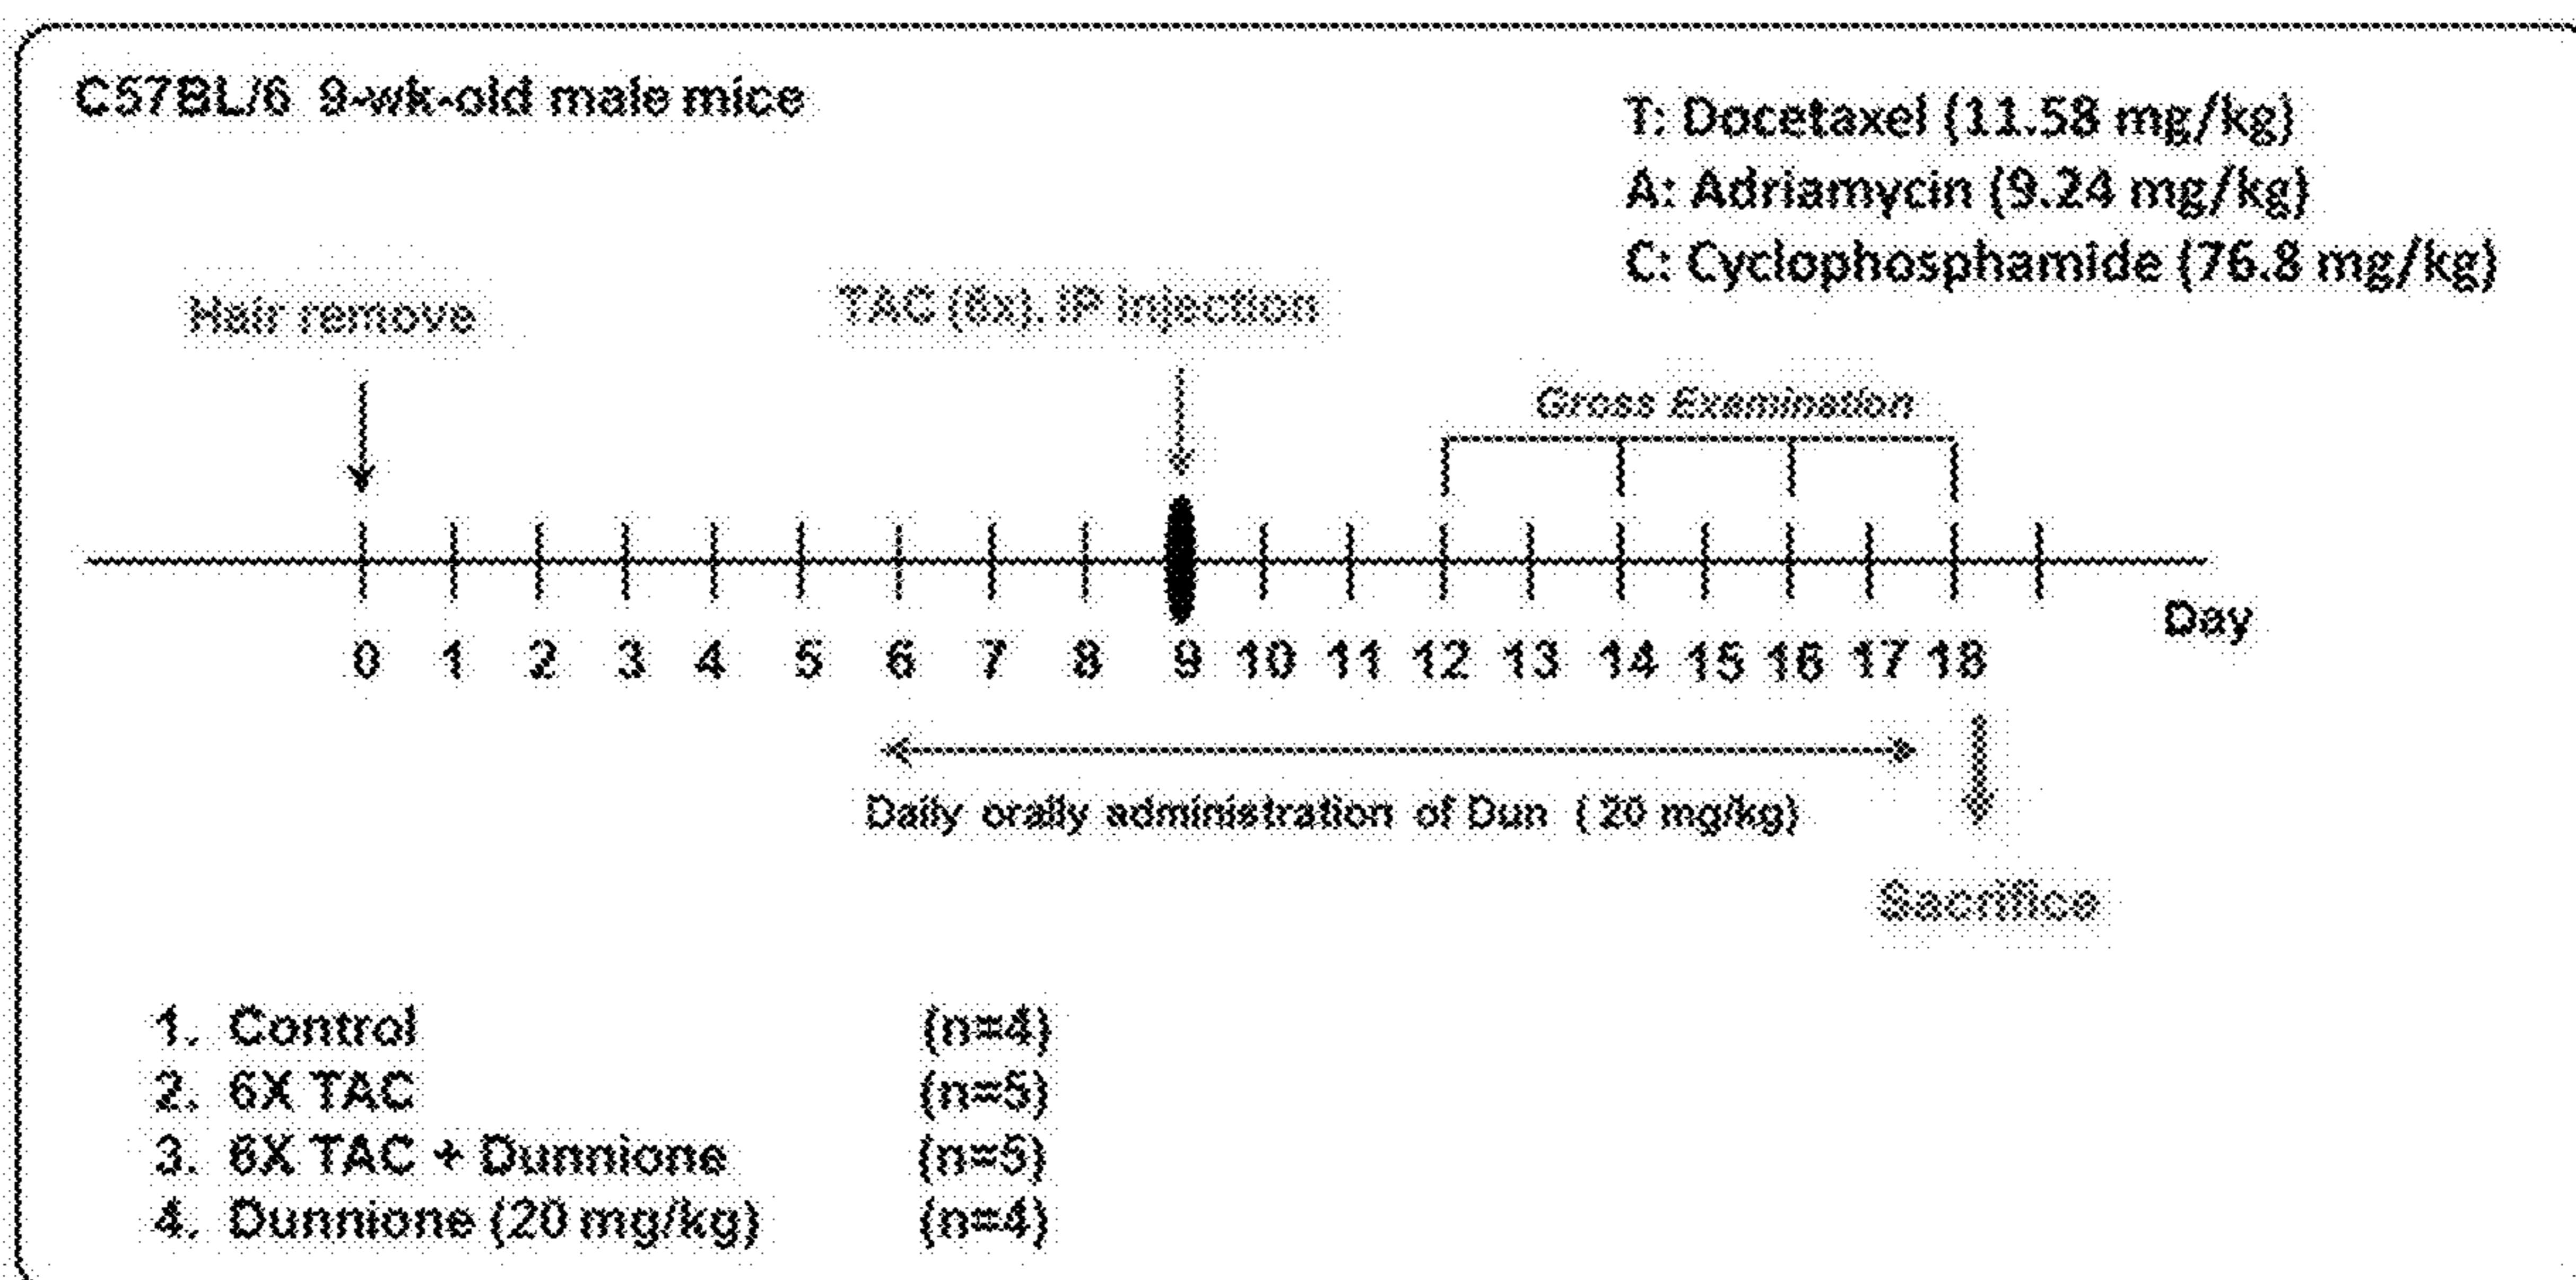 C57BL/6 9-wk-old male mice
T: Docetaxel (11.58 mg/kg)
A: Adriamycin (9.24 mg/kg)
C: Cyclophosphamide (76.8 mg/kg)
Hair remove
TAC (6x). IP injection
Gross Examination
0 1 2 3 4 5 6 7 8 9 10 11 12 13 14 15 16 17 18
Day
Daily orally administration of Dun ( 20 mg/kg)
Sacrifice
1. Control (n=4)
2. 6X TAC (n=5)
3. 6X TAC + Dunnione (n=5)
4. Dunnione (20 mg/kg) (n=4)